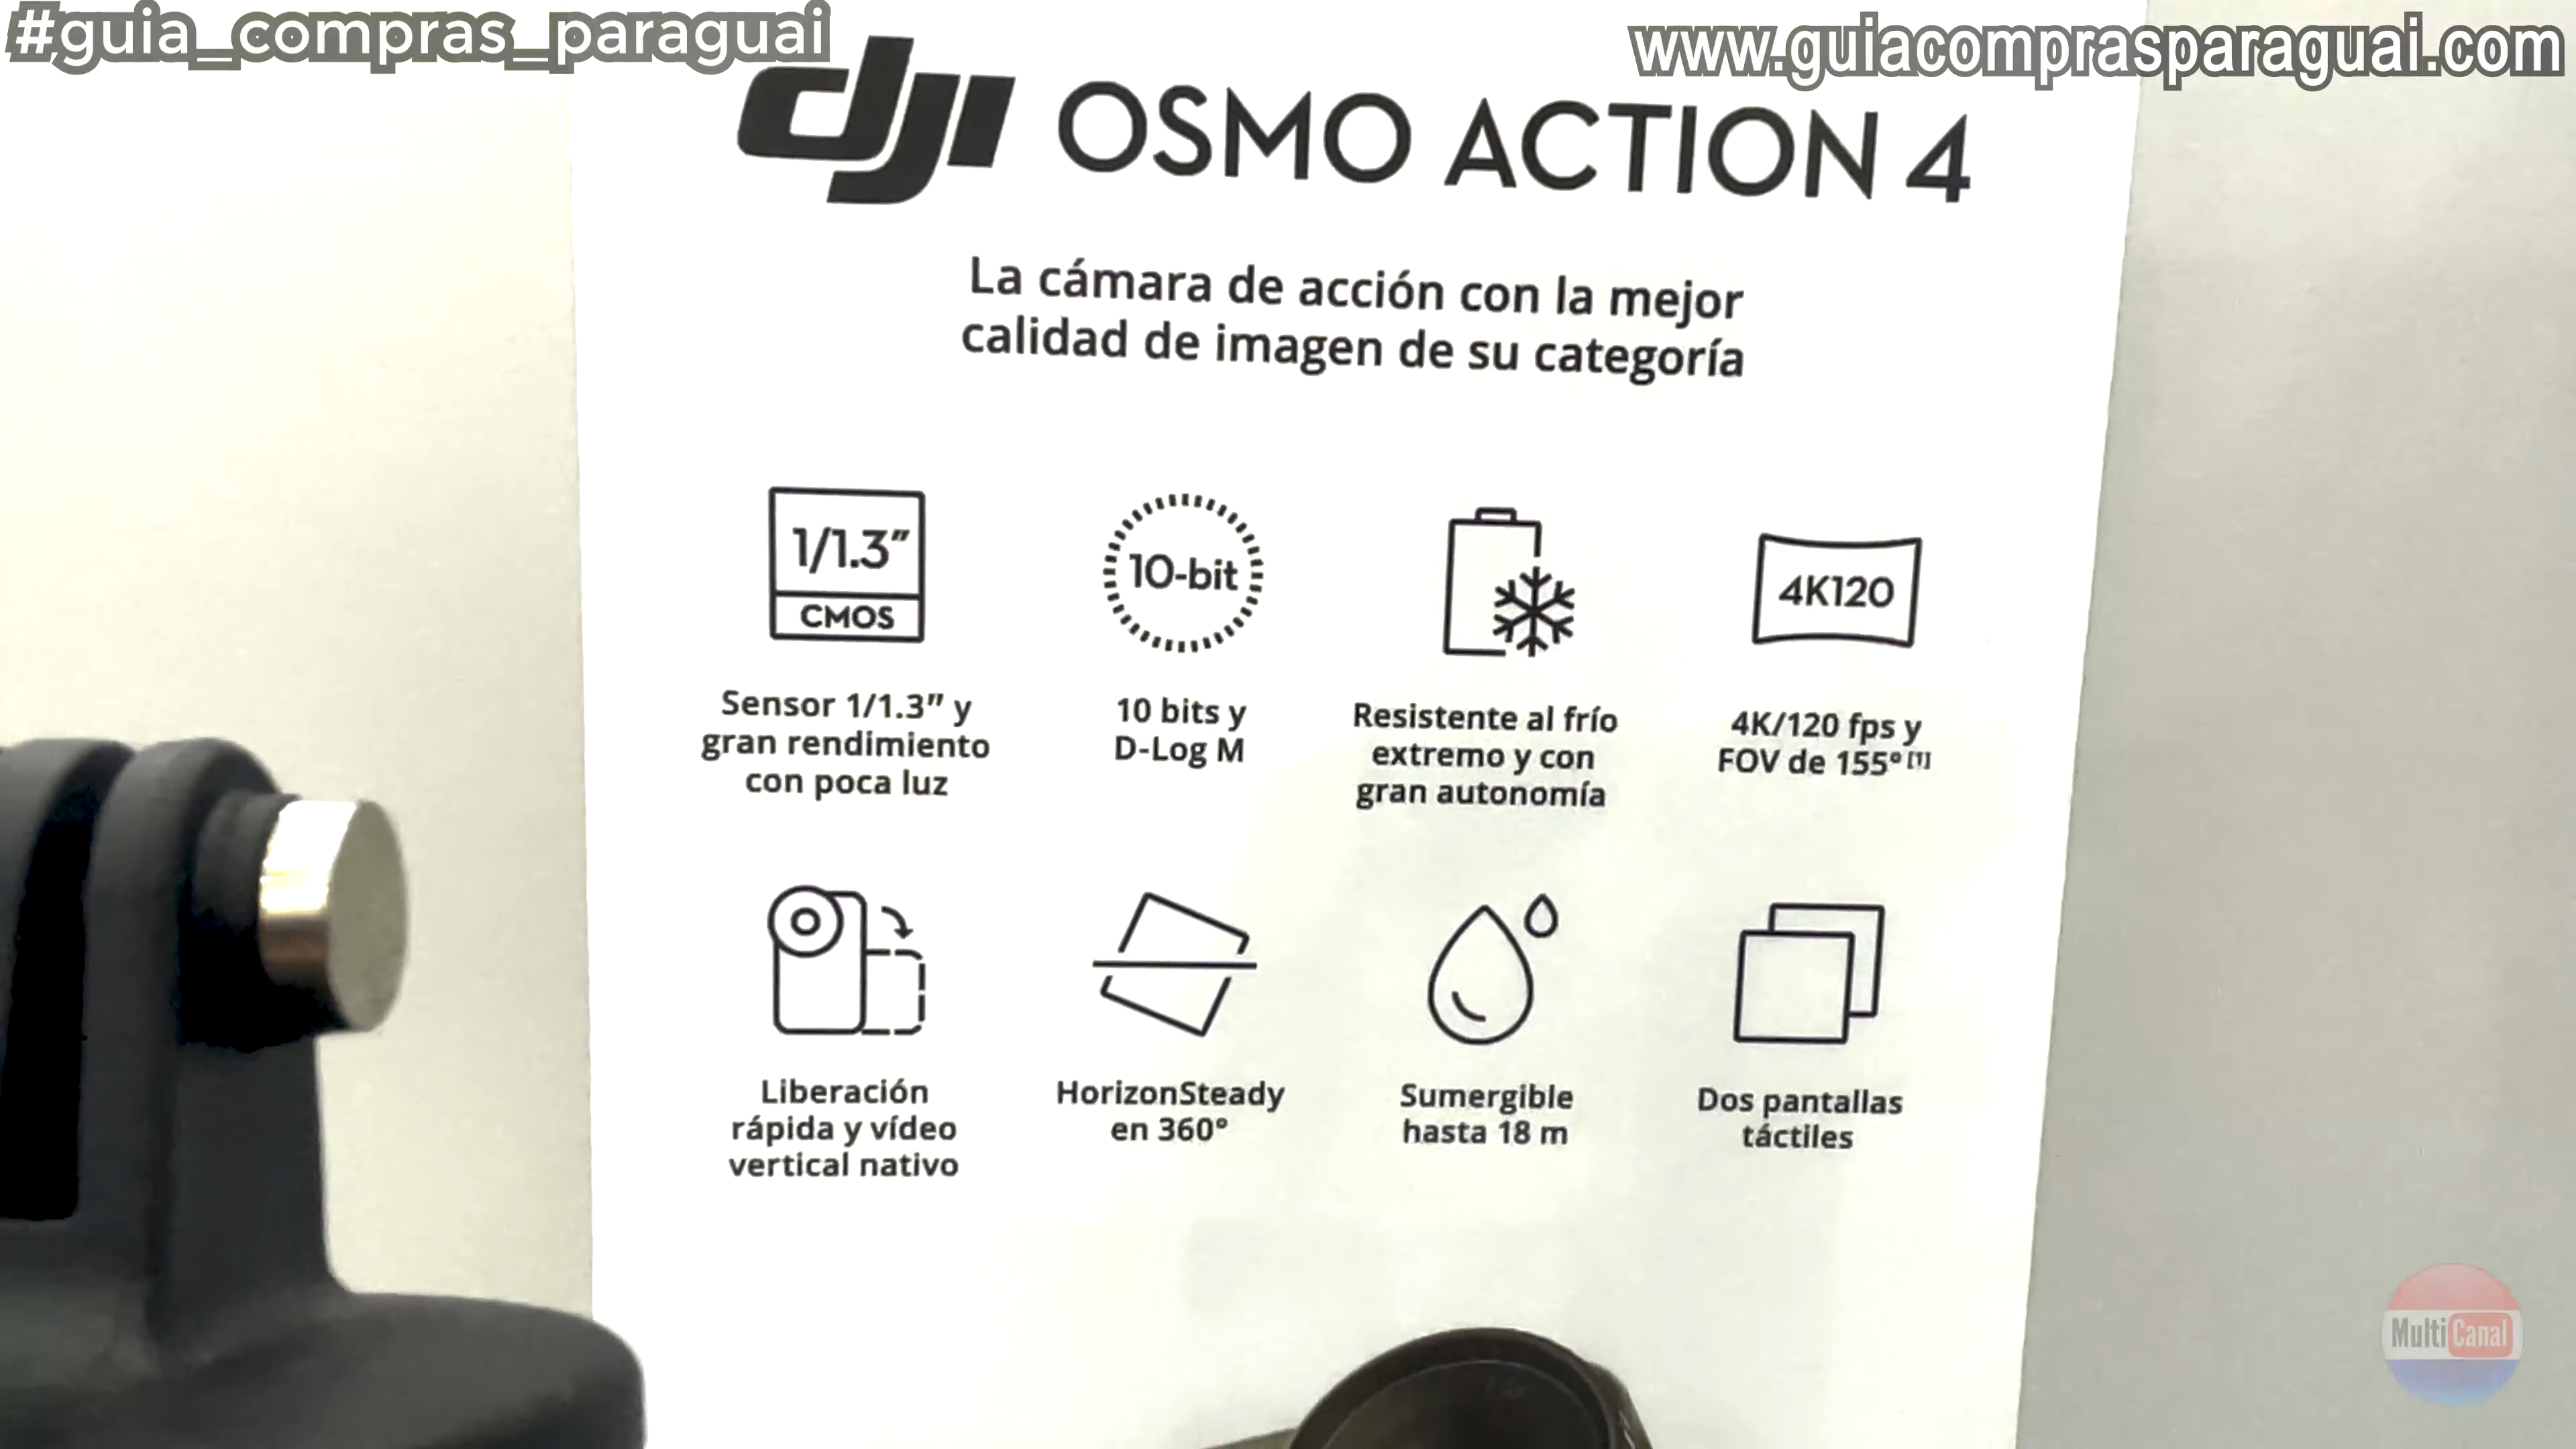 #guia_compras_paraguai
www.guiacomprasparaguai.com
dji OSMO ACTION 4
La cámara de acción con la mejor
calidad de imagen de su categoría
1/1.3"
CMOS
10-bit
4K120
Sensor 1/1.3" y
gran rendimiento
con poca luz
10 bits y
D-Log M
Resistente al frío
extremo y con
gran autonomía
4K/120 fps y
FOV de 155° [1]
Liberación
rápida y vídeo
vertical nativo
HorizonSteady
en 360°
Sumergible
hasta 18 m
Dos pantallas
táctiles
Multi Canal